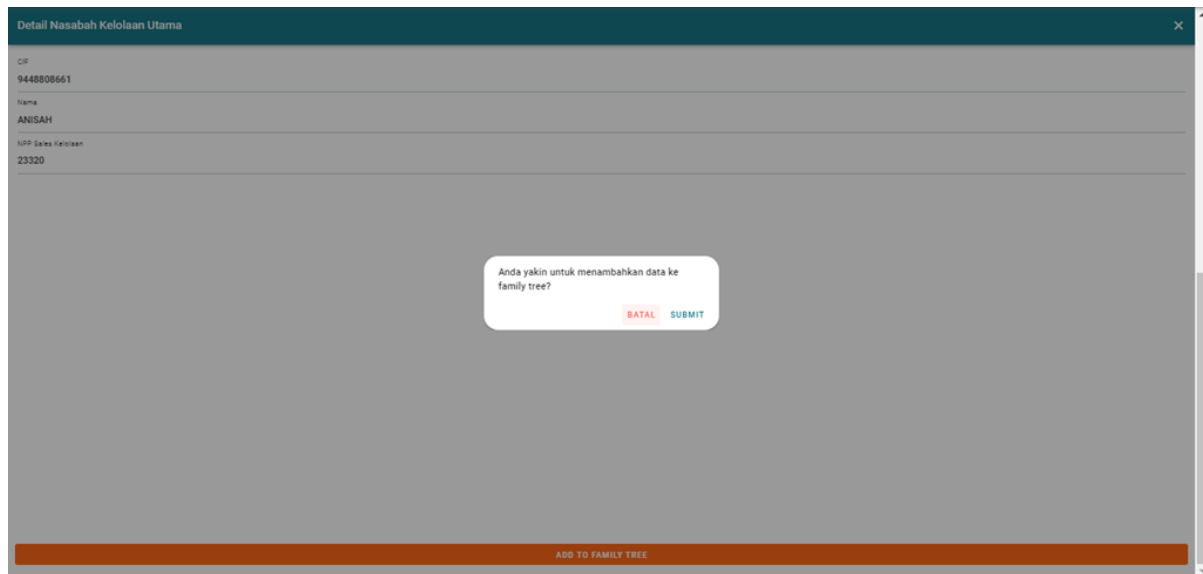 Detail Nasabah Kelolaan Utama
CIF
9448808661
Nama
ANISAH
NPP Sales Kelolaan
23320
Anda yakin untuk menambahkan data ke
family tree?
BATAL SUBMIT
ADD TO FAMILY TREE